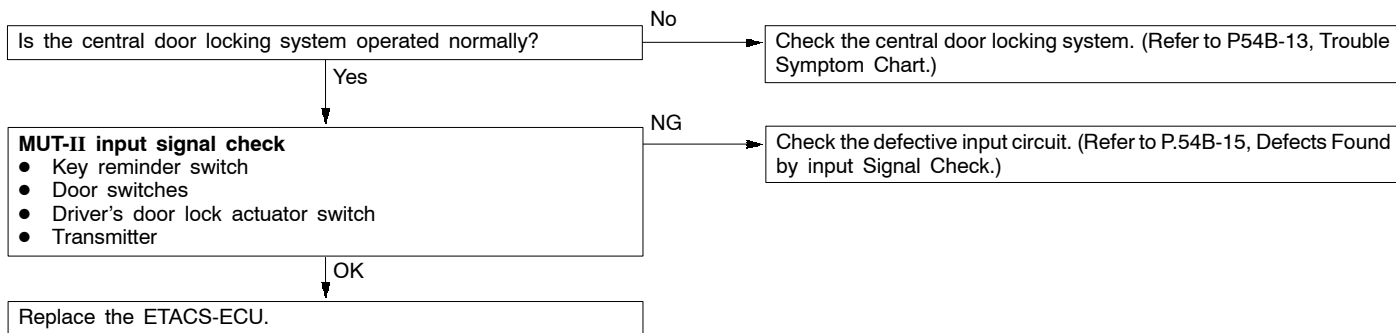 No
Is the central door locking system operated normally?
Check the central door locking system. (Refer to P54B-13, Trouble
Symptom Chart.)
Yes
NG
MUT-II input signal check
● Key reminder switch
● Door switches
● Driver's door lock actuator switch
● Transmitter
Check the defective input circuit. (Refer to P.54B-15, Defects Found
by input Signal Check.)
OK
Replace the ETACS-ECU.